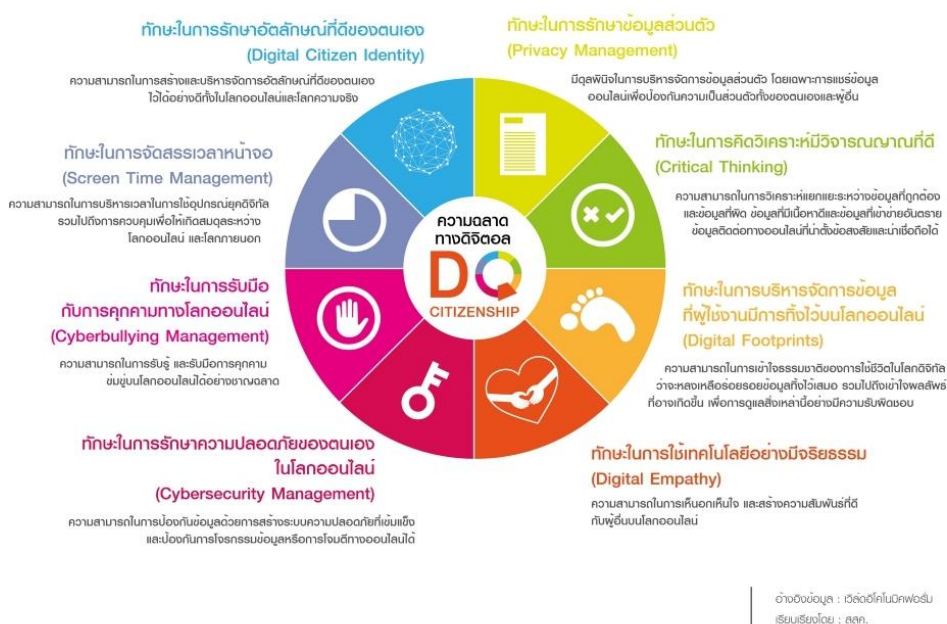 ทักษะในการรักษาอัตลักษณ์ที่ดีของตนเอง
(Digital Citizen Identity)
ความสามารถในการสร้างและบริหารจัดการอัตลักษณ์ที่ดีของตนเอง
ไว้ได้อย่างดีทั้งในโลกออนไลน์และโลกความจริง
ทักษะในการรักษาข้อมูลส่วนตัว
(Privacy Management)
มีดุลพินิจในการบริหารจัดการข้อมูลส่วนตัว โดยเฉพาะการแชร์ข้อมูล
ออนไลน์เพื่อป้องกันความเป็นส่วนตัวทั้งของตนเองและผู้อื่น
ทักษะในการจัดสรรเวลาหน้าจอ
(Screen Time Management)
ความสามารถในการบริหารเวลาในการใช้อุปกรณ์ยุคดิจิทัล
รวมไปถึงการควบคุมเพื่อให้เกิดสมดุลระหว่าง
โลกออนไลน์ และโลกภายนอก
ทักษะในการคิดวิเคราะห์มีวิจารณญาณที่ดี
(Critical Thinking)
ความสามารถในการวิเคราะห์แยกแยะระหว่างข้อมูลที่ถูกต้อง
และข้อมูลที่ผิด ข้อมูลที่มีเนื้อหาดีและข้อมูลที่เข้าข่ายอันตราย
ข้อมูลติดต่อทางออนไลน์ที่น่าตั้งข้อสงสัยและน่าเชื่อถือได้
ความฉลาด
ทางดิจิตอล
DQ
CITIZENSHIP
ทักษะในการรับมือ
กับการคุกคามทางโลกออนไลน์
(Cyberbullying Management)
ความสามารถในการรับรู้ และรับมือการคุกคาม
ข่มขู่บนโลกออนไลน์ได้อย่างชาญฉลาด
ทักษะในการบริหารจัดการข้อมูล
ที่ผู้ใช้งานมีการทิ้งไว้บนโลกออนไลน์
(Digital Footprints)
ความสามารถในการเข้าใจธรรมชาติของการใช้ชีวิตในโลกดิจิทัล
ว่าจะหลงเหลือร่อยรอยข้อมูลทิ้งไว้เสมอ รวมไปถึงเข้าใจผลลัพธ์
ที่อาจเกิดขึ้น เพื่อการดูแลสิ่งเหล่านี้อย่างมีความรับผิดชอบ
ทักษะในการรักษาความปลอดภัยของตนเอง
ในโลกออนไลน์
(Cybersecurity Management)
ความสามารถในการป้องกันข้อมูลด้วยการสร้างระบบความปลอดภัยที่เข้มแข็ง
และป้องกันการโจรกรรมข้อมูลหรือการโจมตีทางออนไลน์ได้
ทักษะในการใช้เทคโนโลยีอย่างมีจริยธรรม
(Digital Empathy)
ความสามารถในการเห็นอกเห็นใจ และสร้างความสัมพันธ์ที่ดี
กับผู้อื่นบนโลกออนไลน์
อ้างอิงข้อมูล : เวิลด์อีโคโนมิคฟอรั่ม
เรียบเรียงโดย : สสค.